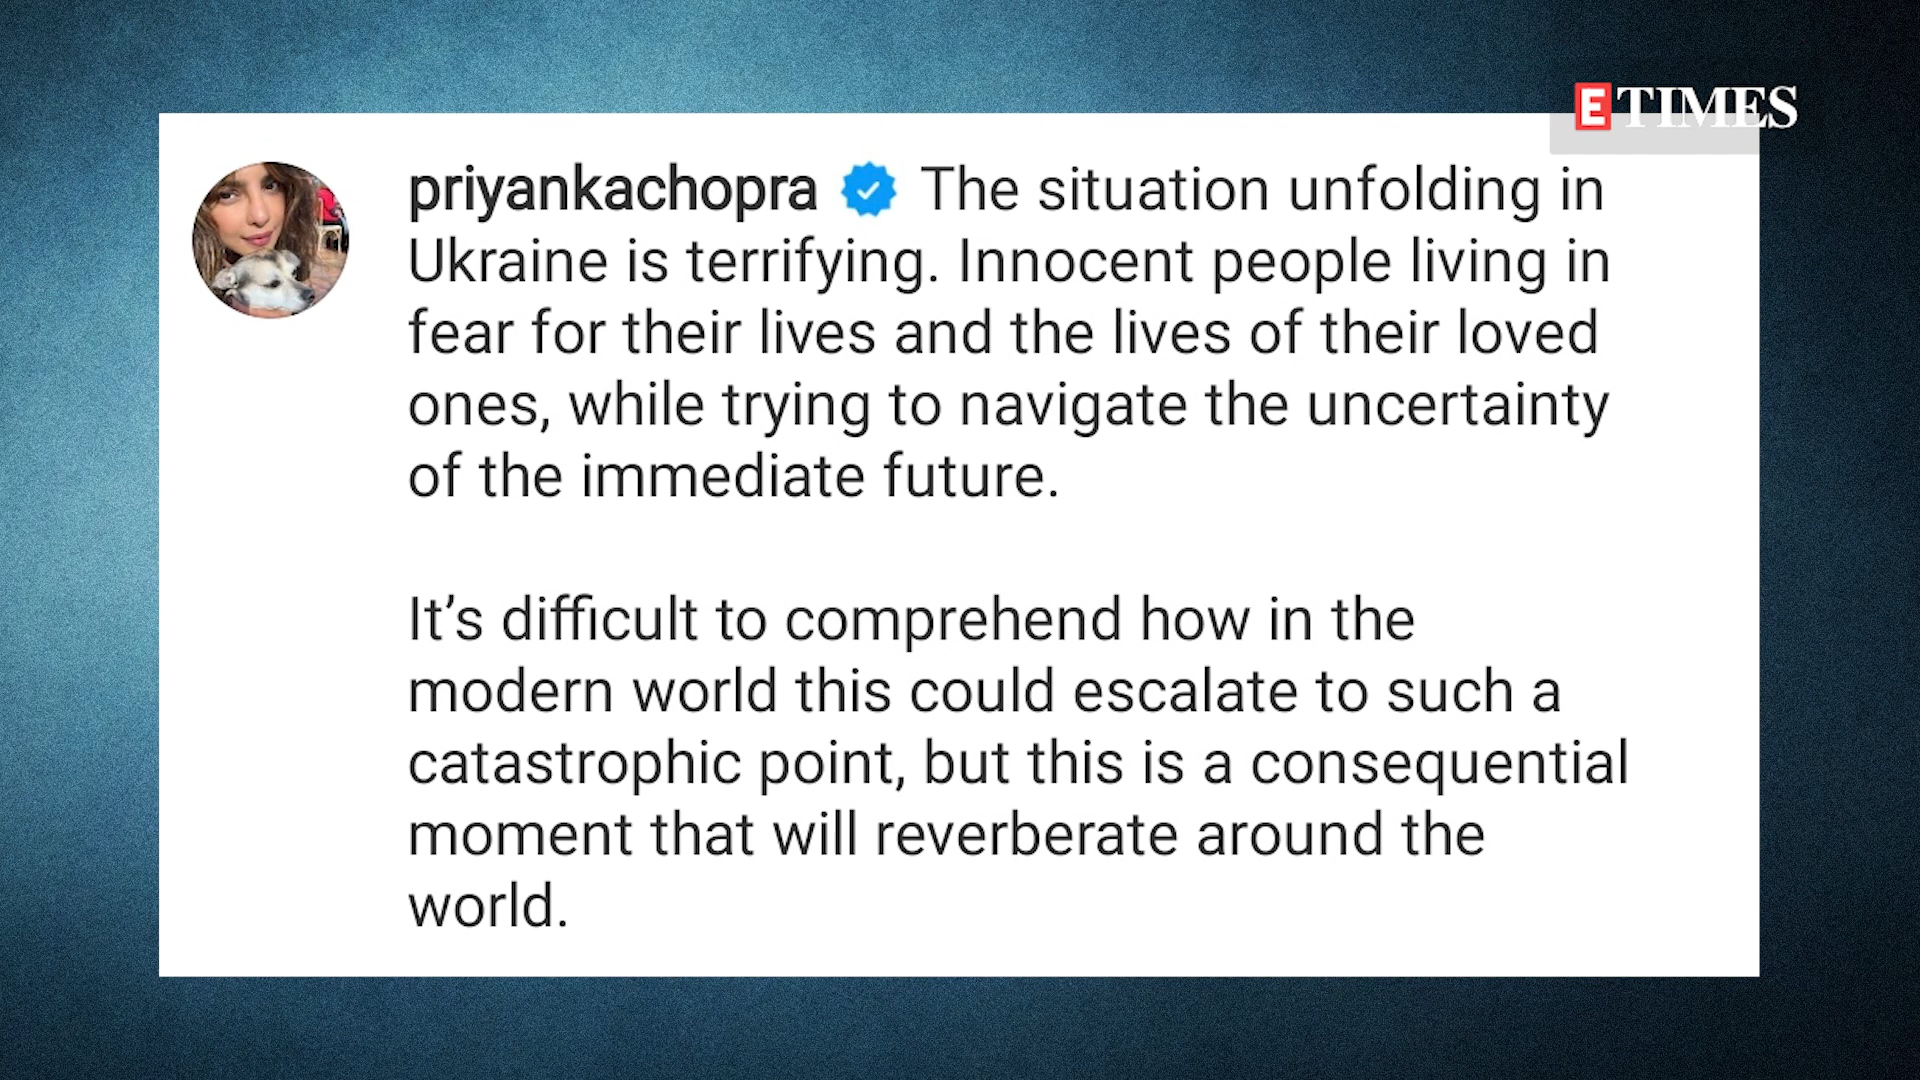 E TIMES
priyankachopra The situation unfolding in
Ukraine is terrifying. Innocent people living in
fear for their lives and the lives of their loved
ones, while trying to navigate the uncertainty
of the immediate future.
It’s difficult to comprehend how in the
modern world this could escalate to such a
catastrophic point, but this is a consequential
moment that will reverberate around the
world.